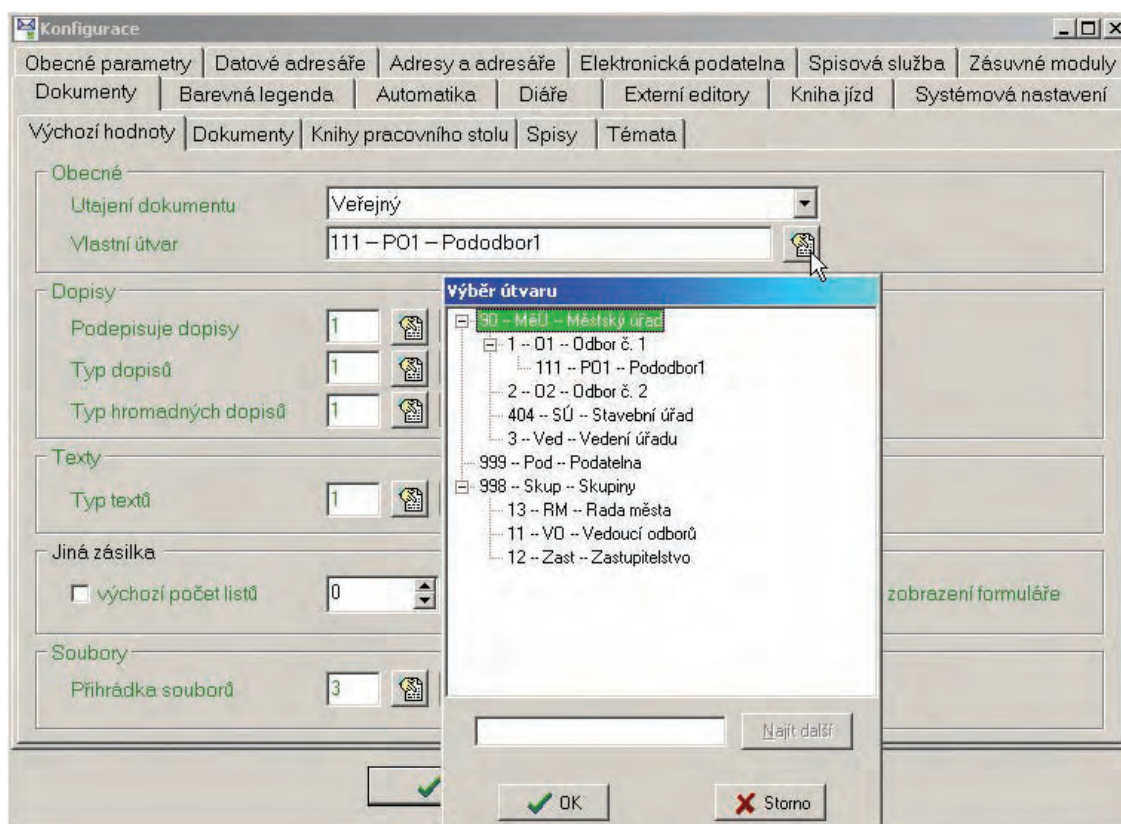 Konfigurace
Obecné parametry Datové adresáře Adresy a adresáře Elektronická podatelna Spisová služba Zásuvné moduly
Dokumenty Barevná legenda Automatika Diáře Externí editory Kniha jízd Systémová nastavení
Výchozí hodnoty Dokumenty Knihy pracovního stolu Spisy Témata
Obecné
Utajení dokumentu Veřejný
Vlastní útvar 111 – PO1 – Pododbor1
Dopisy
Podepisuje dopisy 1
Typ dopisů 1
Typ hromadných dopisů 1
Texty
Typ textů 1
Jiná zásilka
výchozí počet listů 0 zobrazení formuláře
Soubory
Přihrádka souborů 3
Výběr útvaru
90 -- MěÚ -- Městský úřad
1 -- O1 -- Odbor č. 1
111 -- PO1 -- Pododbor1
2 -- O2 -- Odbor č. 2
404 -- SÚ -- Stavební úřad
3 -- Ved -- Vedení úřadu
999 -- Pod -- Podatelna
998 -- Skup -- Skupiny
13 -- RM -- Rada města
11 -- VO -- Vedoucí odborů
12 -- Zast -- Zastupitelstvo
Najít další
OK Storno